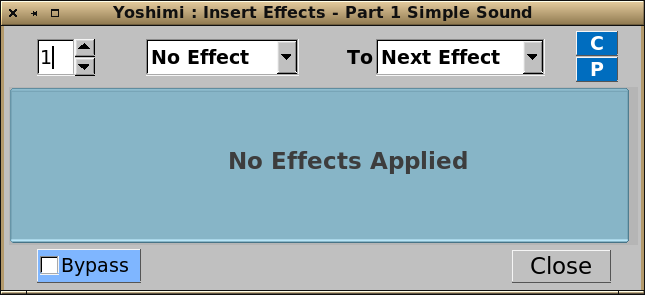 Yoshimi : Insert Effects - Part 1 Simple Sound
1 No Effect To Next Effect C
P
No Effects Applied
Bypass Close